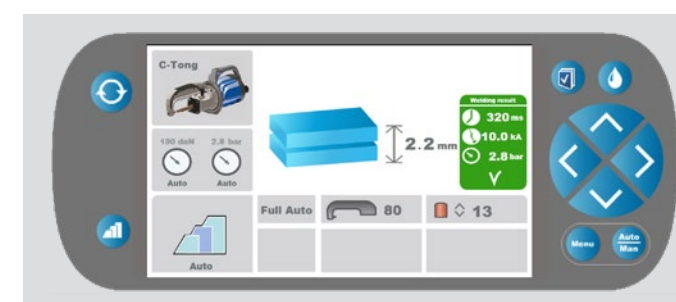 C-Tong
190 daN 2.8 bar
Auto Auto
Auto
2.2 mm
Welding result
320 ms
10.0 kA
2.8 bar
Full Auto 80 13
Menu
Auto
Man